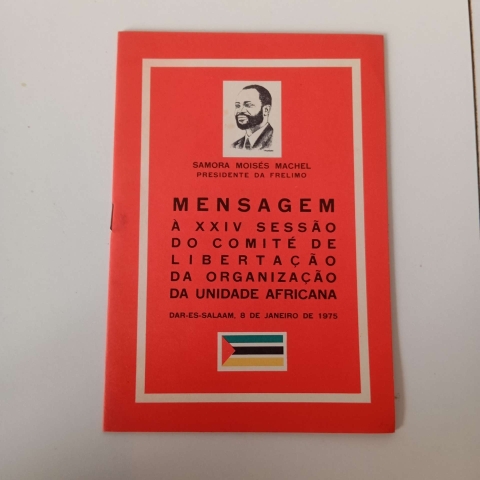 SAMORA MOISÉS MACHEL
PRESIDENTE DA FRELIMO
MENSAGEM
À XXIV SESSÃO
DO COMITÉ DE
LIBERTAÇÃO
DA ORGANIZAÇÃO
DA UNIDADE AFRICANA
DAR-ES-SALAAM, 8 DE JANEIRO DE 1975